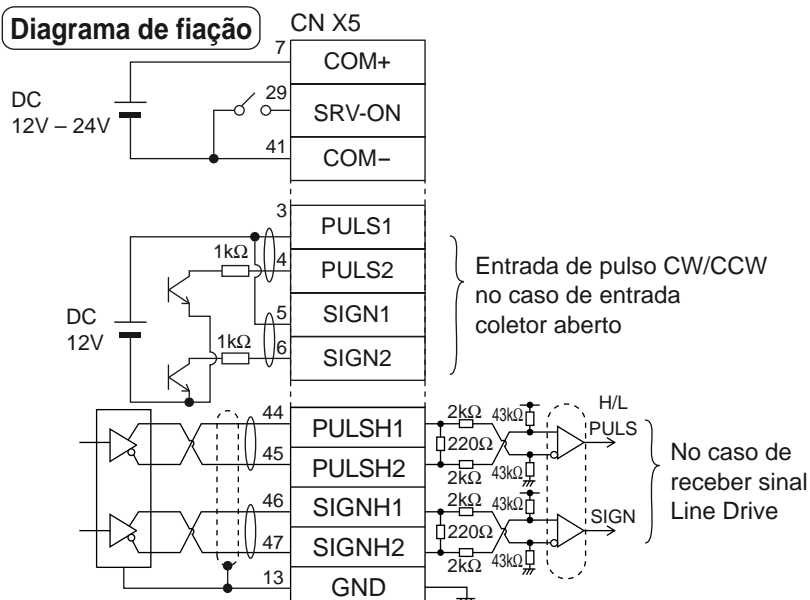 Diagrama de fiação
CN X5
7
COM+
DC
12V – 24V
29
SRV-ON
41
COM−
3
PULS1
1kΩ
4
PULS2
5
SIGN1
DC
12V
1kΩ
6
SIGN2
Entrada de pulso CW/CCW
no caso de entrada
coletor aberto
44
PULSH1
45
PULSH2
46
SIGNH1
47
SIGNH2
13
GND
2kΩ
43kΩ
H/L
PULS
220Ω
2kΩ
43kΩ
2kΩ
43kΩ
SIGN
220Ω
2kΩ
43kΩ
No caso de
receber sinal
Line Drive